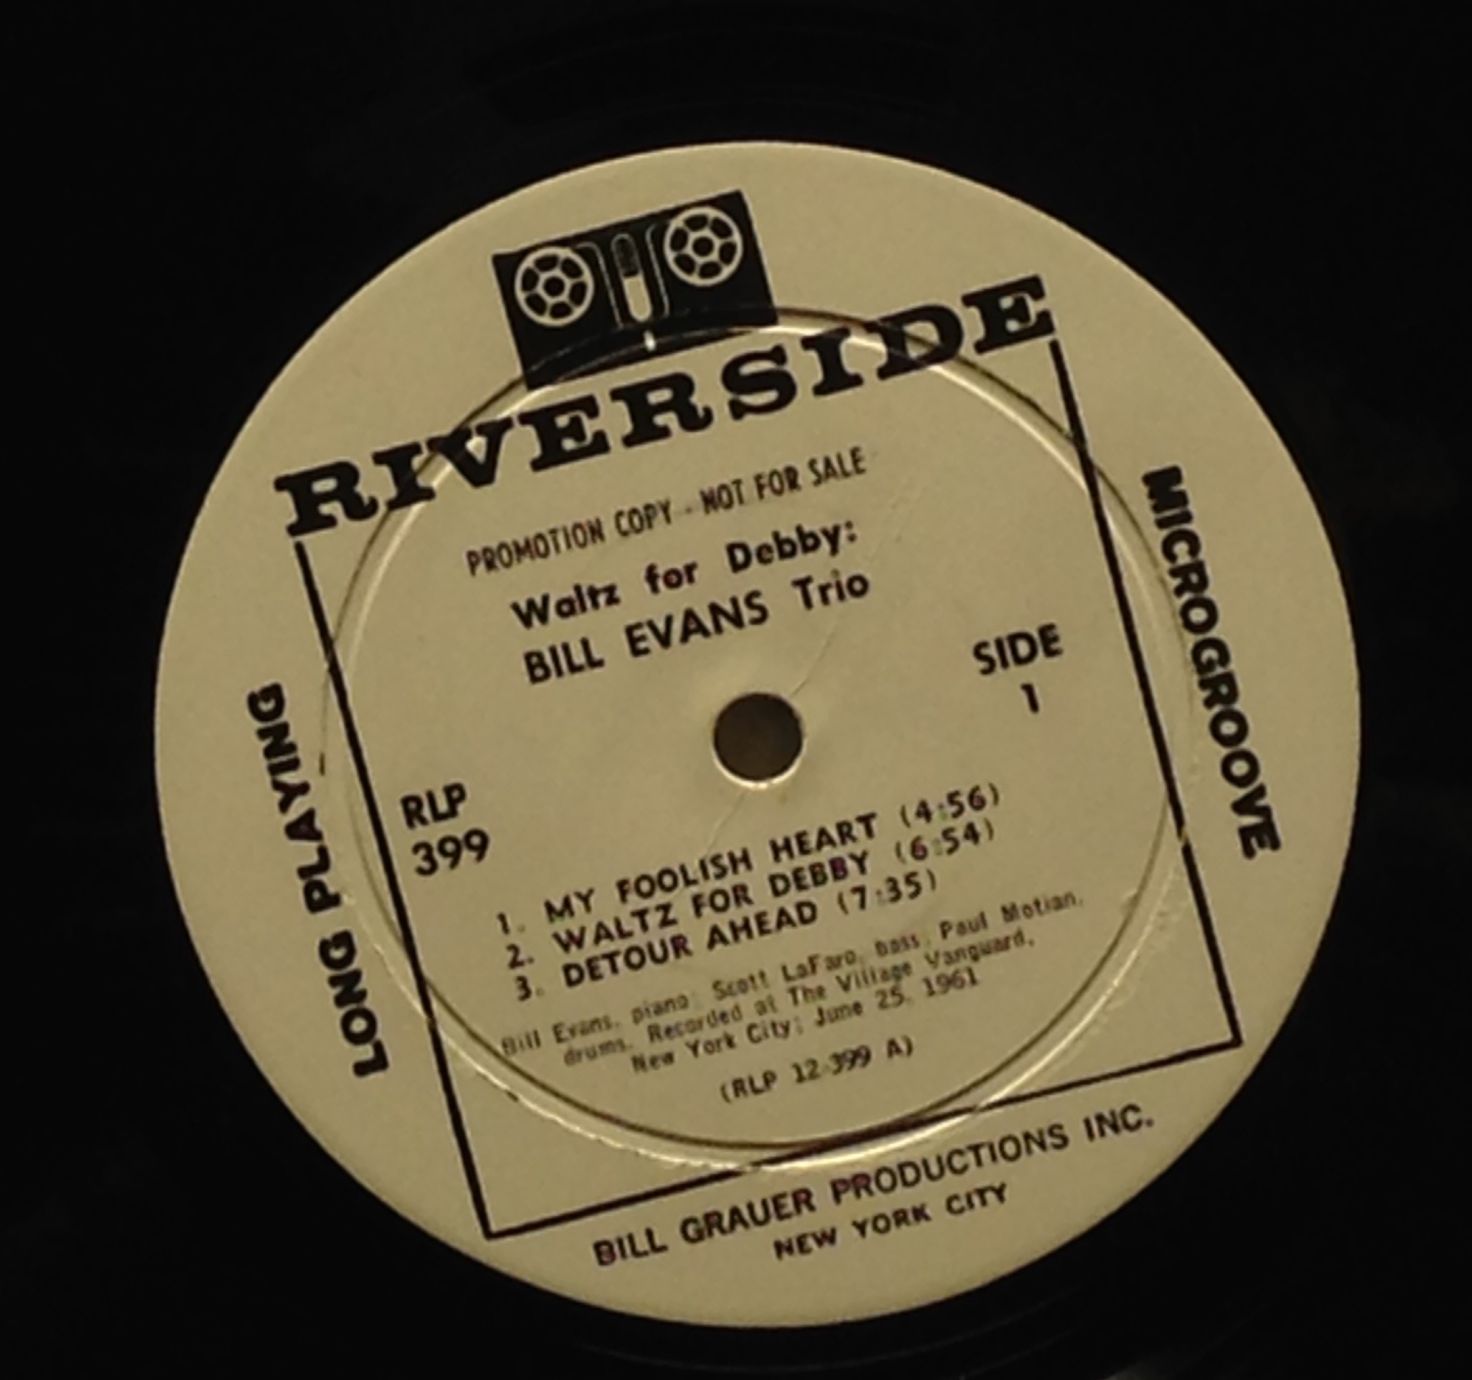 RIVERSIDE
PROMOTION COPY - NOT FOR SALE
Waltz for Debby:
BILL EVANS Trio
SIDE
1
RLP
399
1. MY FOOLISH HEART (4:56)
2. WALTZ FOR DEBBY (6:54)
3. DETOUR AHEAD (7:35)
Bill Evans, piano; Scott LaFaro, bass; Paul Motian,
drums. Recorded at The Village Vanguard,
New York City; June 25, 1961
(RLP 12-399 A)
LONG PLAYING
MICROGROOVE
BILL GRAUER PRODUCTIONS INC.
NEW YORK CITY